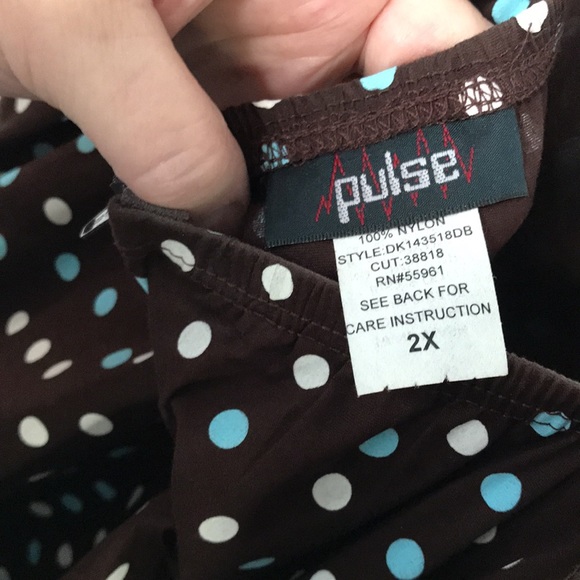 pulse
100% NYLON
STYLE:DK143518DB
CUT:38818
RN#55961
SEE BACK FOR
CARE INSTRUCTION
2X